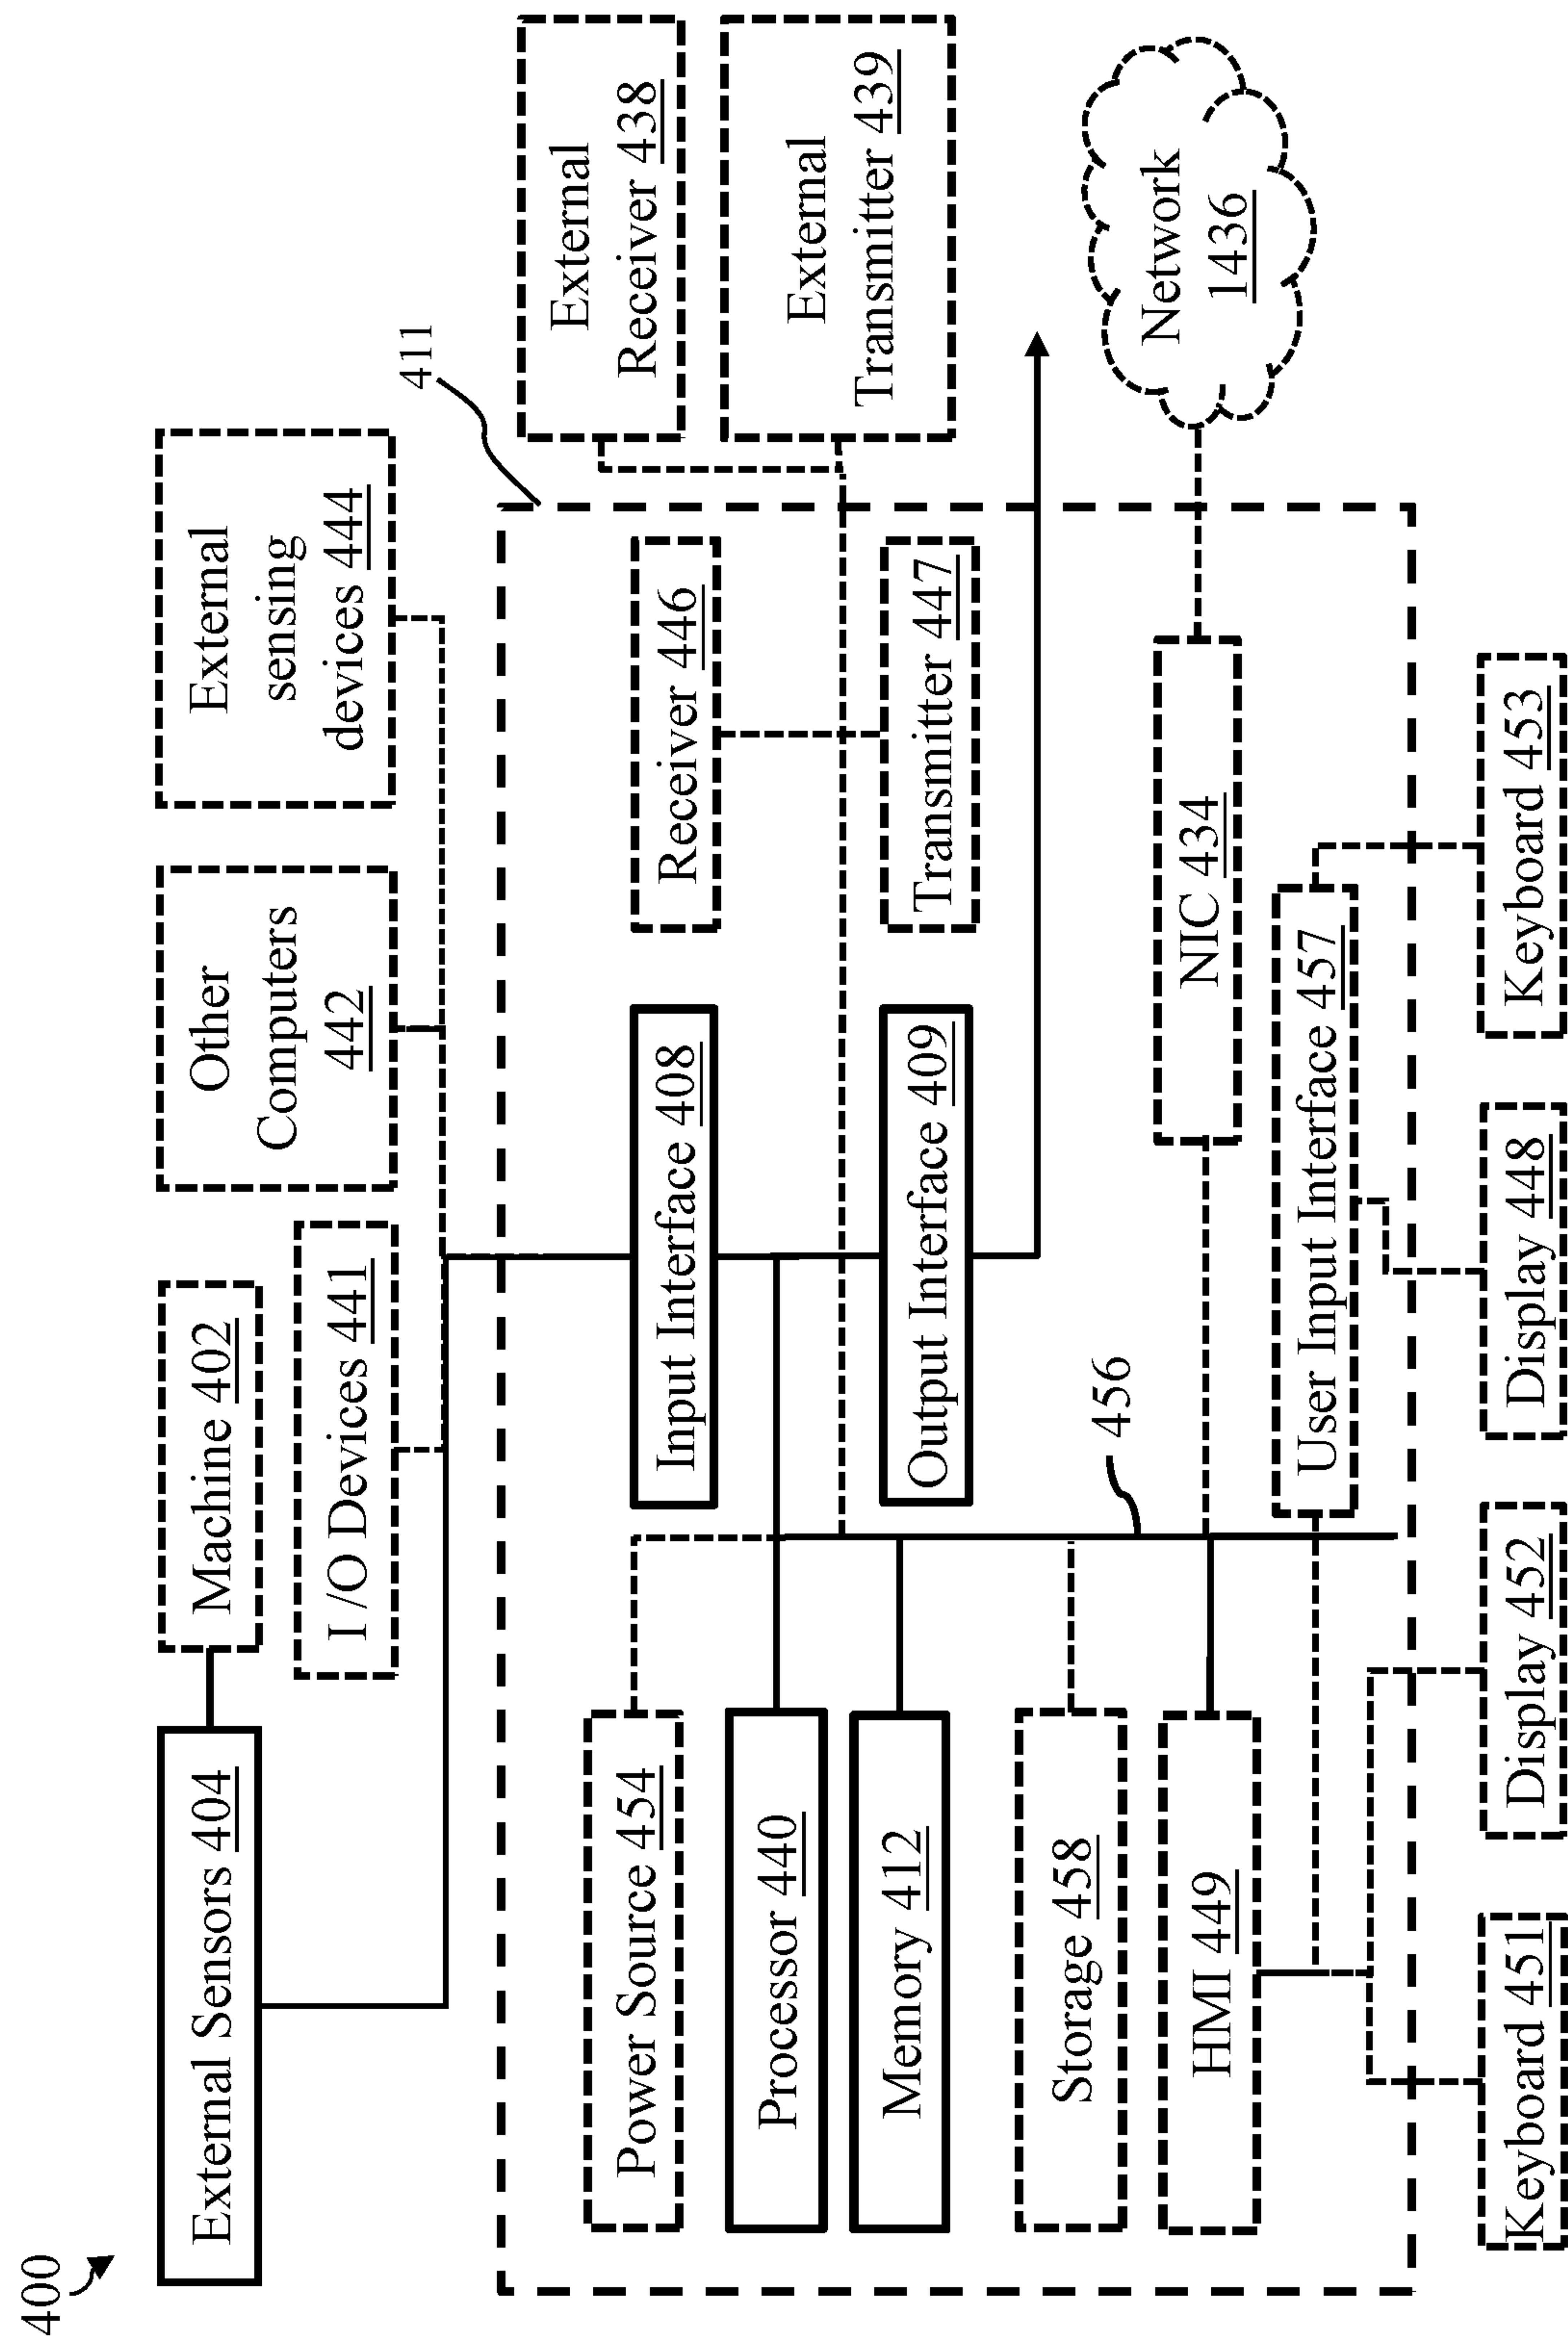 400
External Sensors 404
Machine 402
I /O Devices 441
Other
Computers
442
External
sensing
devices 444
411
External
Receiver 438
External
Transmitter 439
Power Source 454
Processor 440
Memory 412
Storage 458
HMI 449
Input Interface 408
Output Interface 409
Receiver 446
Transmitter 447
456
NIC 434
Network
1436
User Input Interface 457
Keyboard 451
Display 452
Display 448
Keyboard 453